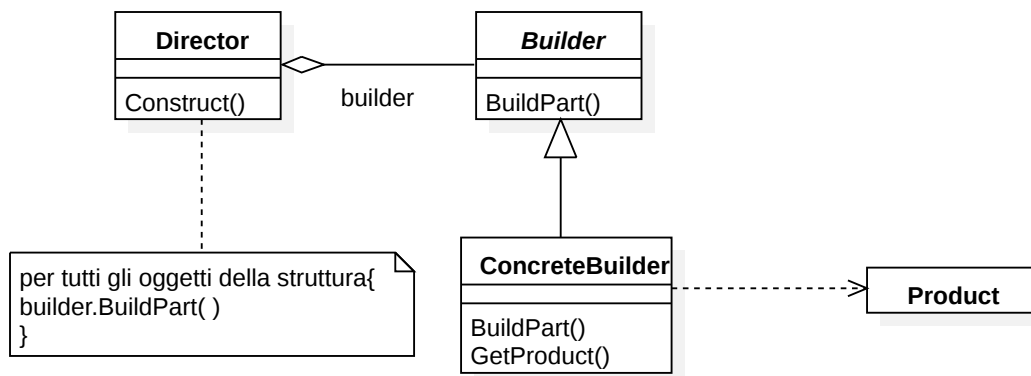 Director
Construct()
builder
Builder
BuildPart()
per tutti gli oggetti della struttura{
builder.BuildPart( )
}
ConcreteBuilder
BuildPart()
GetProduct()
Product